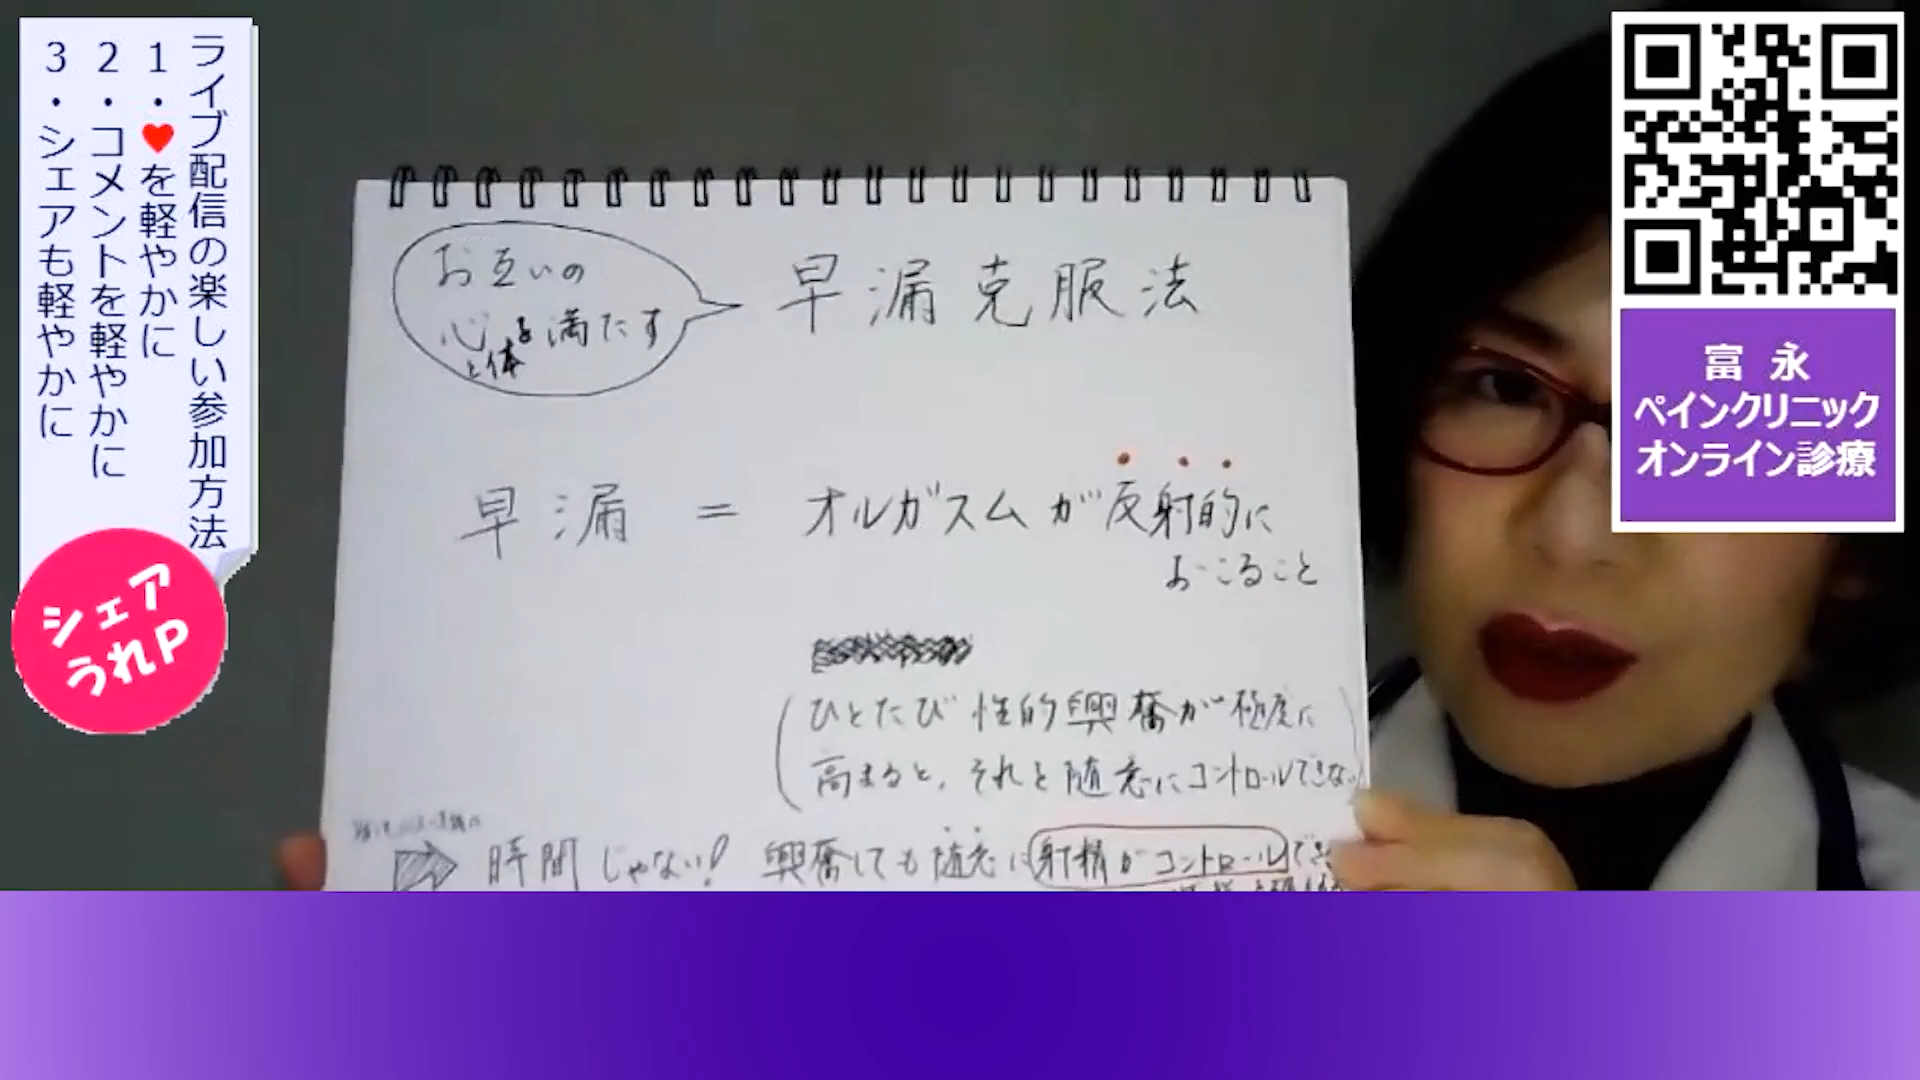 ライブ配信の楽しい参加方法
1・♥を軽やかに
2・コメントを軽やかに
3・シェアも軽やかに
シェア
うれP
お互いの
心と体を満たす
早漏克服法
早漏 = オルガスムが反射的に
おこること
(ひとたび性的興奮が極度に
高まると、それを随意にコントロールできない
時間じゃない! 興奮しても随意に射精がコントロールでき
富永
ペインクリニック
オンライン診療